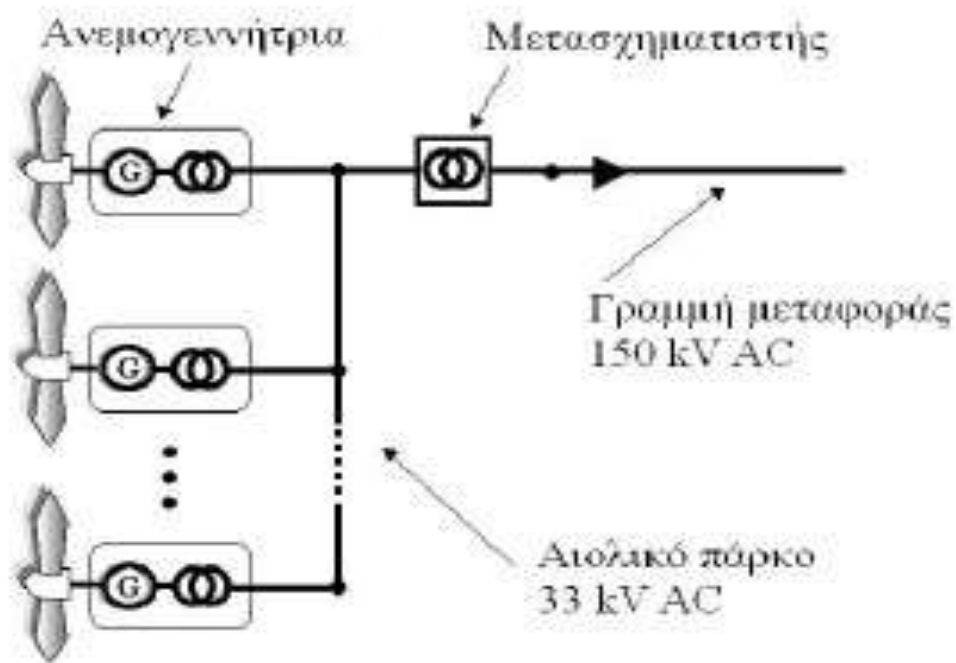 Ανεμογεννήτρια
Μετασχηματιστής
G
Γραμμή μεταφοράς
150 kV AC
G
Αιολικό πάρκο
33 kV AC
G